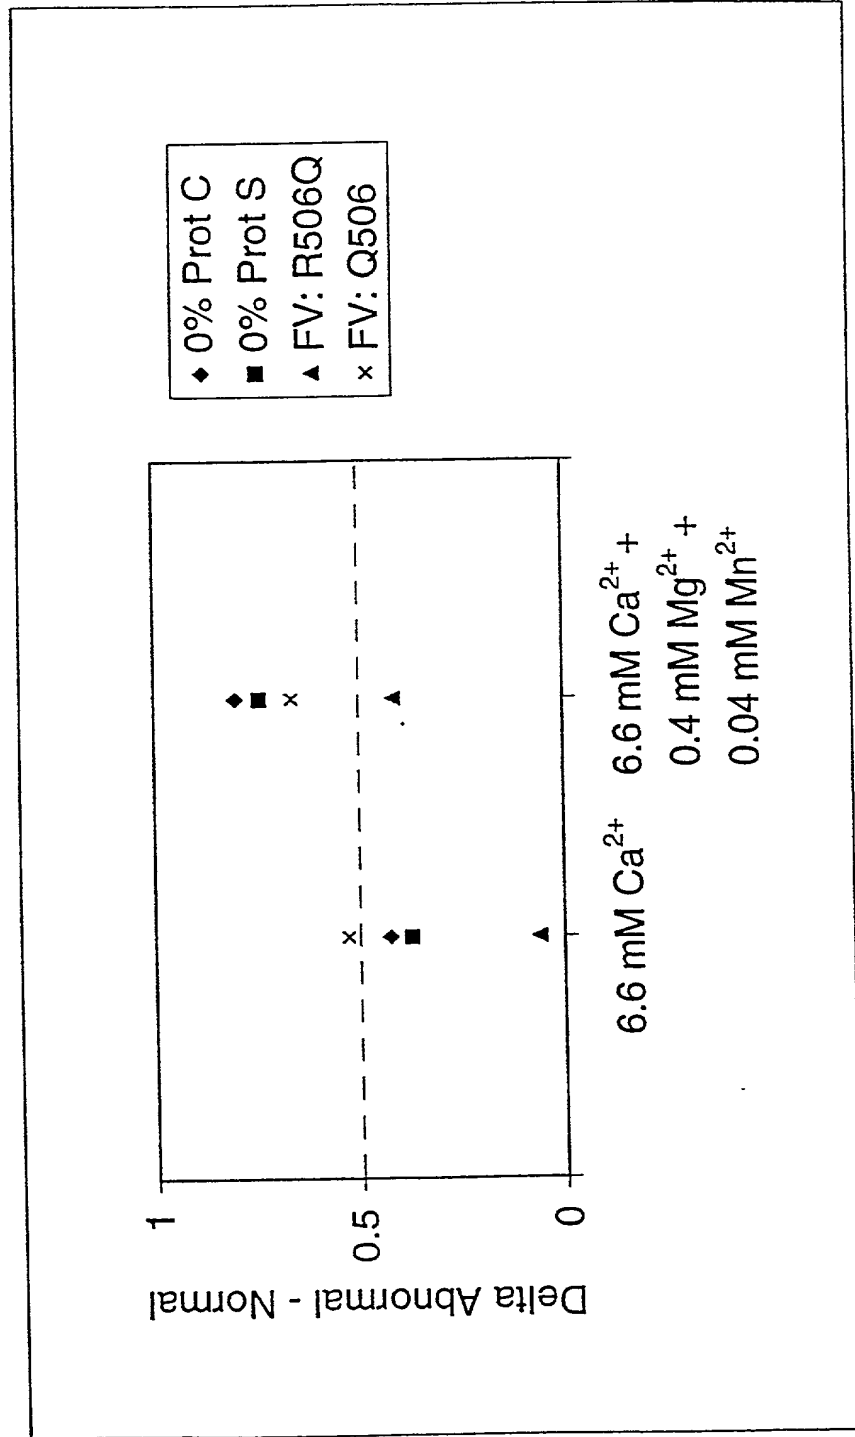 Delta Abnormal - Normal
1
0.5
0
6.6 mM Ca²⁺
6.6 mM Ca²⁺ +
0.4 mM Mg²⁺ +
0.04 mM Mn²⁺
◆ 0% Prot C
■ 0% Prot S
▲ FV: R506Q
× FV: Q506